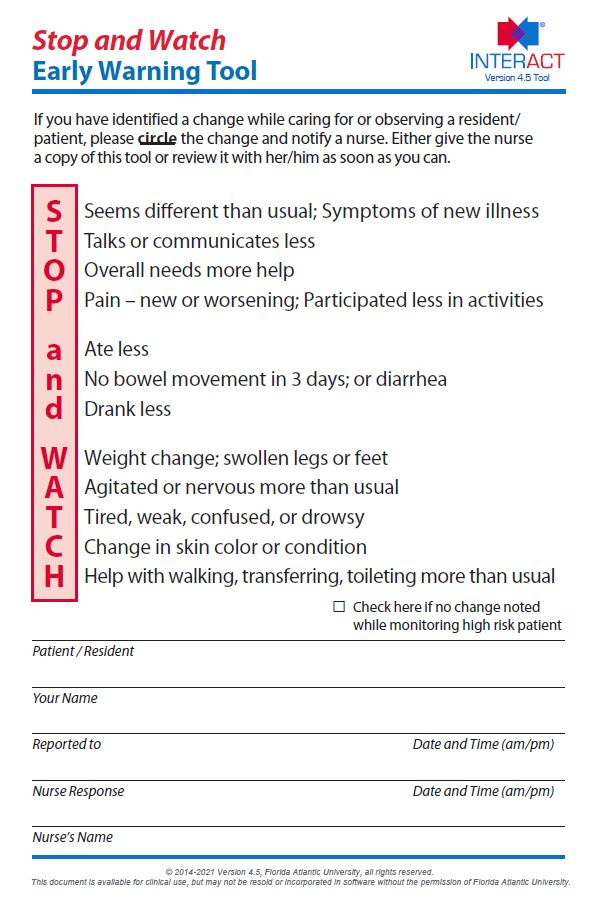 Stop and Watch
Early Warning Tool
®
INTERACT
Version 4.5 Tool
If you have identified a change while caring for or observing a resident/
patient, please circle the change and notify a nurse. Either give the nurse
a copy of this tool or review it with her/him as soon as you can.
S Seems different than usual; Symptoms of new illness
T Talks or communicates less
O Overall needs more help
P Pain – new or worsening; Participated less in activities
a Ate less
n No bowel movement in 3 days; or diarrhea
d Drank less
W Weight change; swollen legs or feet
A Agitated or nervous more than usual
T Tired, weak, confused, or drowsy
C Change in skin color or condition
H Help with walking, transferring, toileting more than usual
☐ Check here if no change noted
while monitoring high risk patient
Patient / Resident
Your Name
Reported to Date and Time (am/pm)
Nurse Response Date and Time (am/pm)
Nurse's Name
© 2014-2021 Version 4.5, Florida Atlantic University, all rights reserved.
This document is available for clinical use, but may not be resold or incorporated in software without the permission of Florida Atlantic University.